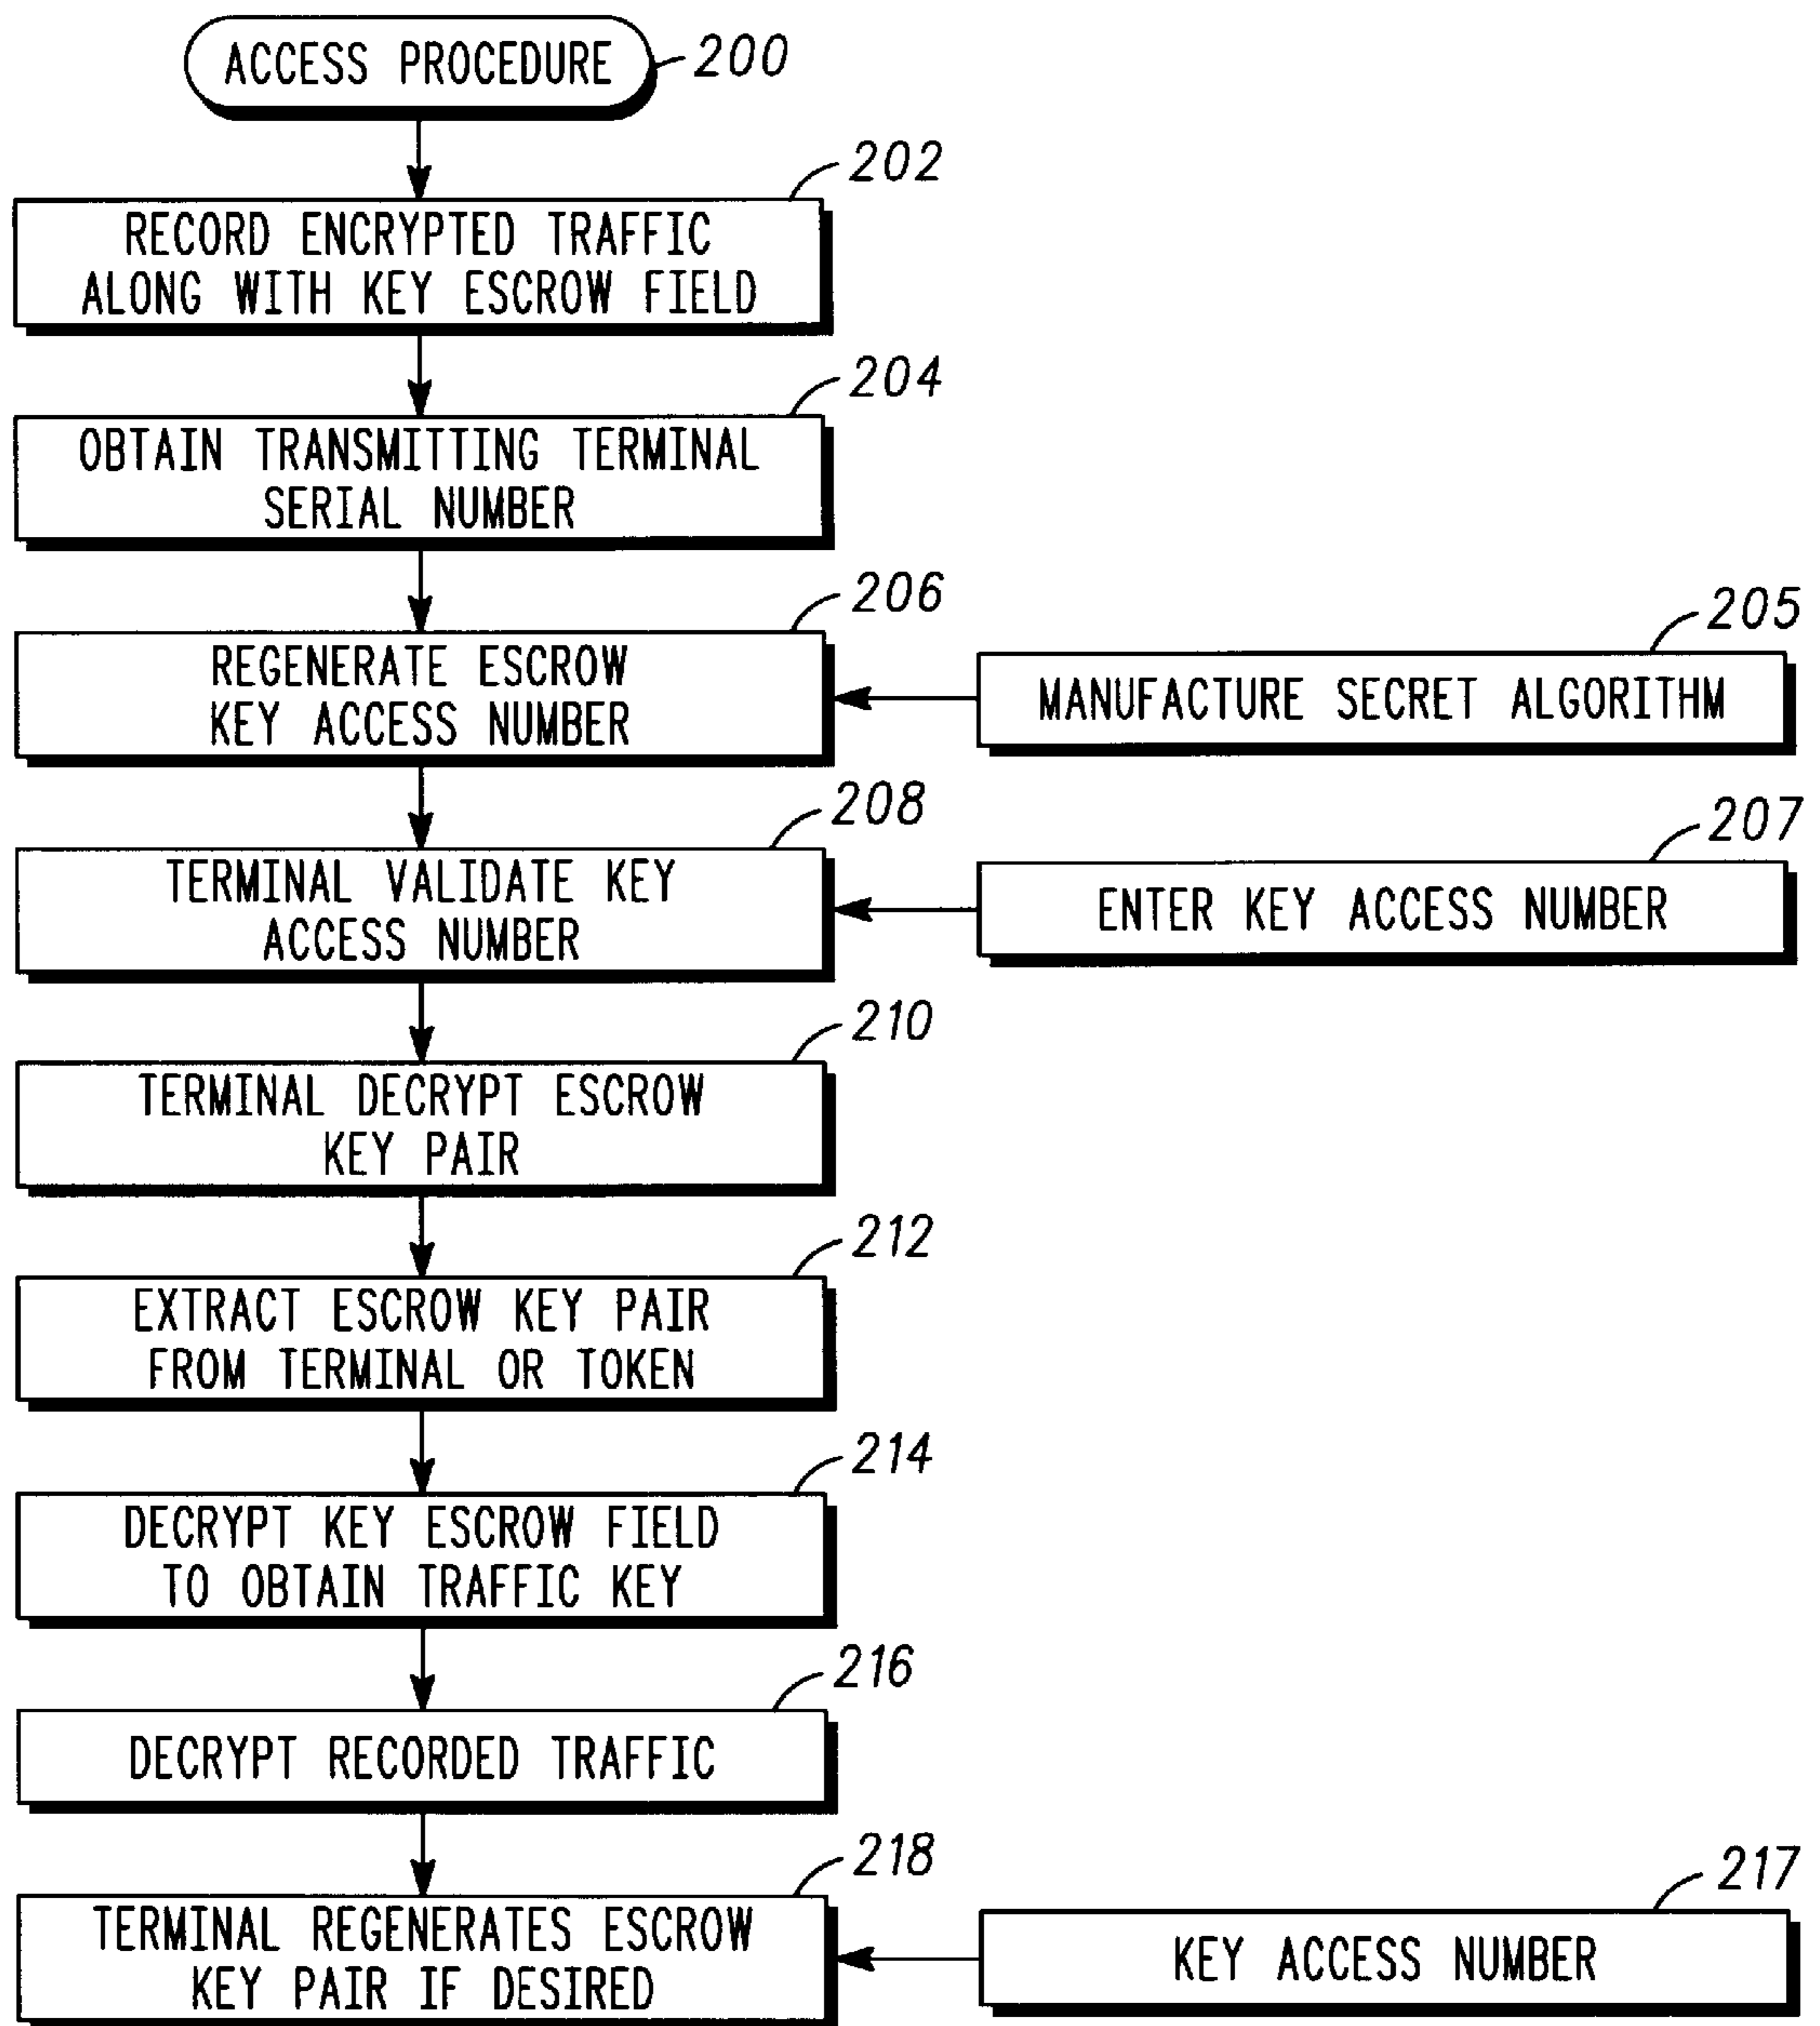 ACCESS PROCEDURE
200
202
RECORD ENCRYPTED TRAFFIC
ALONG WITH KEY ESCROW FIELD
204
OBTAIN TRANSMITTING TERMINAL
SERIAL NUMBER
206
REGENERATE ESCROW
KEY ACCESS NUMBER
205
MANUFACTURE SECRET ALGORITHM
208
TERMINAL VALIDATE KEY
ACCESS NUMBER
207
ENTER KEY ACCESS NUMBER
210
TERMINAL DECRYPT ESCROW
KEY PAIR
212
EXTRACT ESCROW KEY PAIR
FROM TERMINAL OR TOKEN
214
DECRYPT KEY ESCROW FIELD
TO OBTAIN TRAFFIC KEY
216
DECRYPT RECORDED TRAFFIC
218
TERMINAL REGENERATES ESCROW
KEY PAIR IF DESIRED
217
KEY ACCESS NUMBER